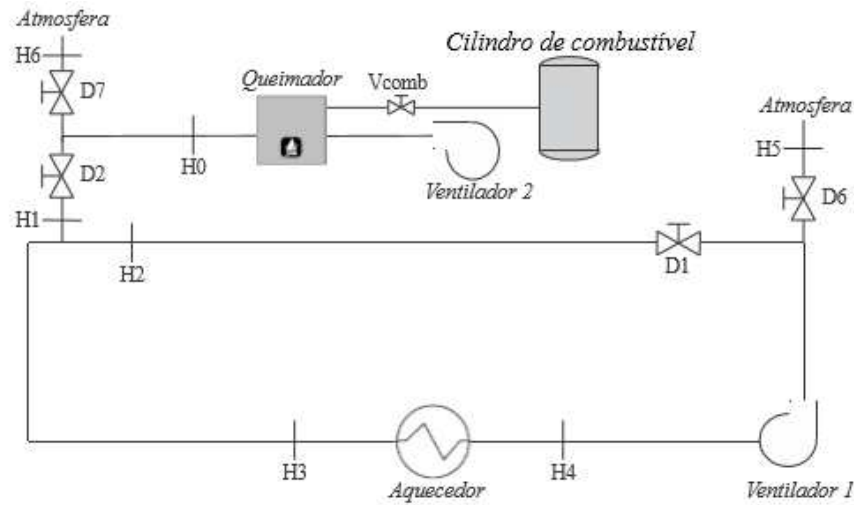 Atmosfera
H6
D7
Queimador
Vcomb
Cilindro de combustível
Atmosfera
H5
H0
D2
Ventilador 2
D6
H1
H2
D1
H3
H4
Aquecedor
Ventilador 1